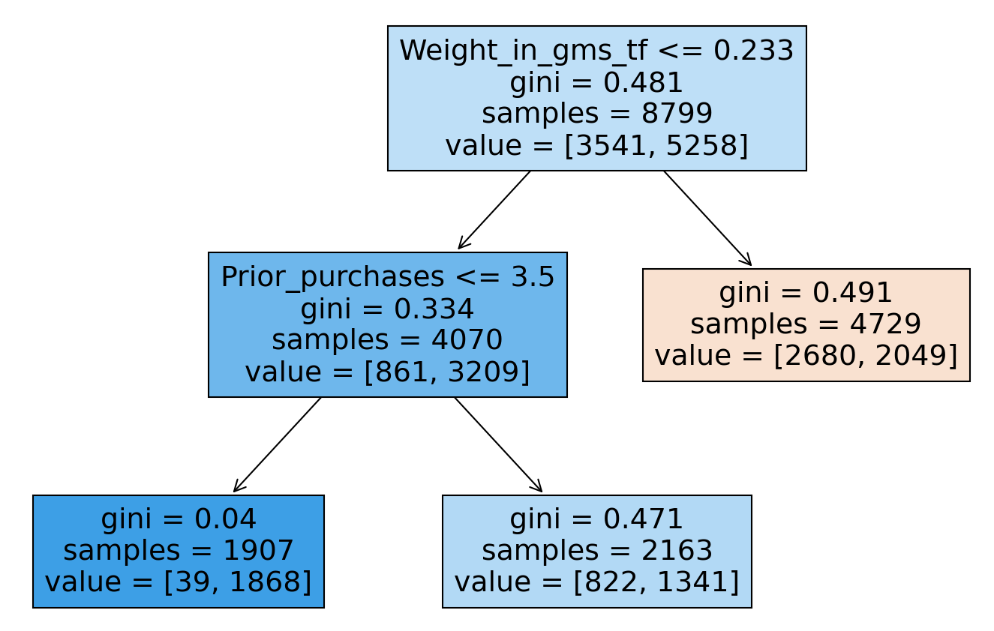 Weight_in_gms_tf <= 0.233
gini = 0.481
samples = 8799
value = [3541, 5258]
Prior_purchases <= 3.5
gini = 0.334
samples = 4070
value = [861, 3209]
gini = 0.491
samples = 4729
value = [2680, 2049]
gini = 0.04
samples = 1907
value = [39, 1868]
gini = 0.471
samples = 2163
value = [822, 1341]